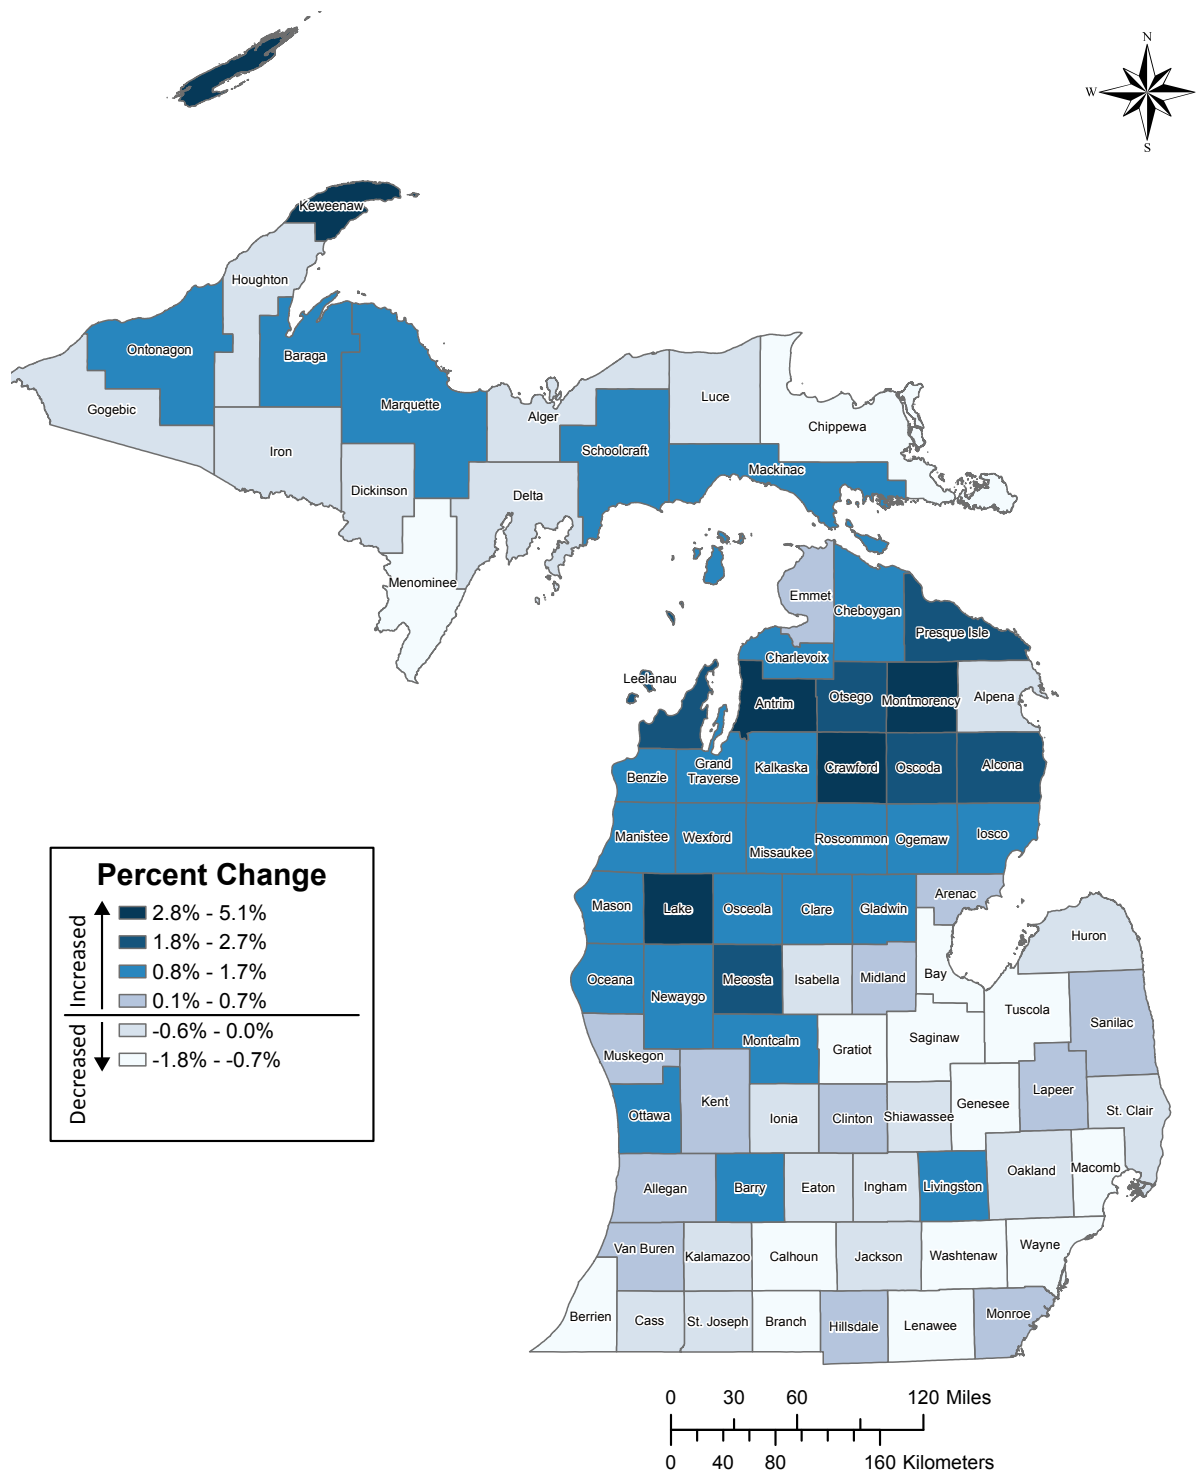 N
W
S
Keweenaw
Houghton
Ontonagon
Baraga
Gogebic
Marquette
Luce
Alger
Chippewa
Iron
Schoolcraft
Mackinac
Dickinson
Delta
Menominee
Emmet
Cheboygan
Presque Isle
Charlevoix
Leelanau
Antrim
Otsego
Montmorency
Alpena
Benzie
Grand
Traverse
Kalkaska
Crawford
Oscoda
Alcona
Manistee
Wexford
Missaukee
Roscommon
Ogemaw
Iosco
Mason
Lake
Osceola
Clare
Gladwin
Arenac
Huron
Oceana
Newaygo
Mecosta
Isabella
Midland
Bay
Tuscola
Sanilac
Muskegon
Montcalm
Gratiot
Saginaw
Ottawa
Kent
Ionia
Clinton
Shiawassee
Genesee
Lapeer
St. Clair
Allegan
Barry
Eaton
Ingham
Livingston
Oakland
Macomb
Van Buren
Kalamazoo
Calhoun
Jackson
Washtenaw
Wayne
Berrien
Cass
St. Joseph
Branch
Hillsdale
Lenawee
Monroe
Percent Change
Increased
2.8% - 5.1%
1.8% - 2.7%
0.8% - 1.7%
0.1% - 0.7%
Decreased
-0.6% - 0.0%
-1.8% - -0.7%
0 30 60 120 Miles
0 40 80 160 Kilometers